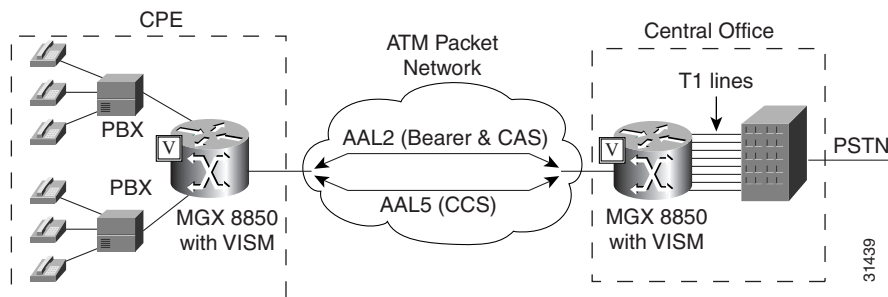 CPE
PBX
V
PBX
MGX 8850
with VISM
ATM Packet
Network
AAL2 (Bearer & CAS)
AAL5 (CCS)
Central Office
T1 lines
V
MGX 8850
with VISM
PSTN
31439